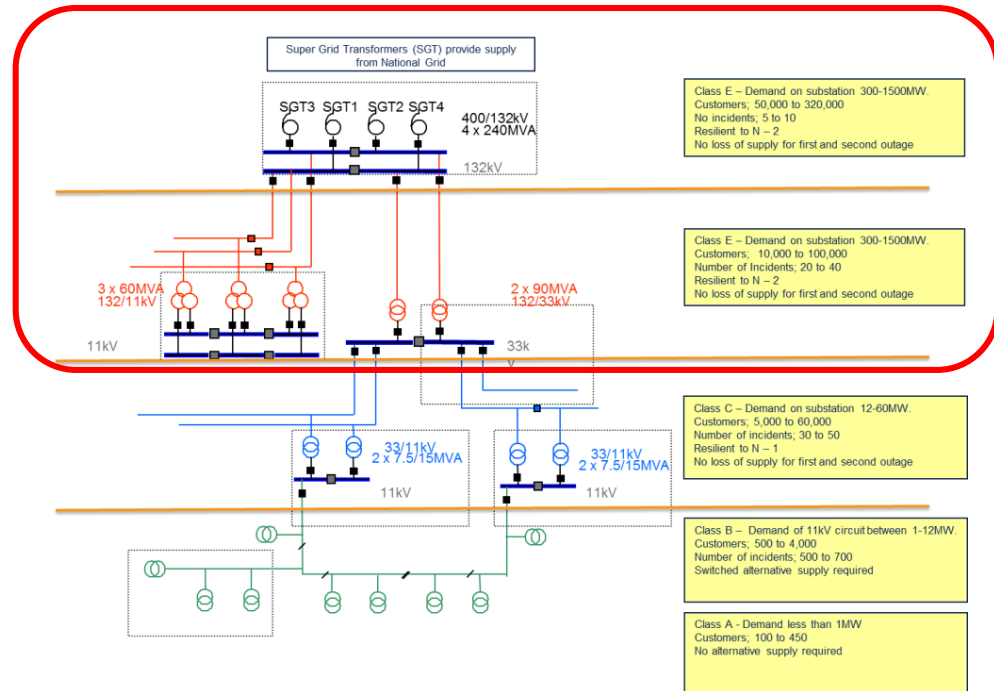 Super Grid Transformers (SGT) provide supply
from National Grid
SGT3 SGT1 SGT2 SGT4
400/132kV
4 x 240MVA
132kV
Class E – Demand on substation 300-1500MW.
Customers; 50,000 to 320,000
No incidents; 5 to 10
Resilient to N – 2
No loss of supply for first and second outage
3 x 60MVA
132/11kV
2 x 90MVA
132/33kV
11kV
33k
V
Class E – Demand on substation 300-1500MW.
Customers; 10,000 to 100,000
Number of Incidents; 20 to 40
Resilient to N – 2
No loss of supply for first and second outage
33/11kV
2 x 7.5/15MVA
11kV
33/11kV
2 x 7.5/15MVA
11kV
Class C – Demand on substation 12-60MW.
Customers; 5,000 to 60,000
Number of incidents; 30 to 50
Resilient to N – 1
No loss of supply for first and second outage
Class B – Demand of 11kV circuit between 1-12MW.
Customers; 500 to 4,000
Number of incidents; 500 to 700
Switched alternative supply required
Class A - Demand less than 1MW
Customers; 100 to 450
No alternative supply required